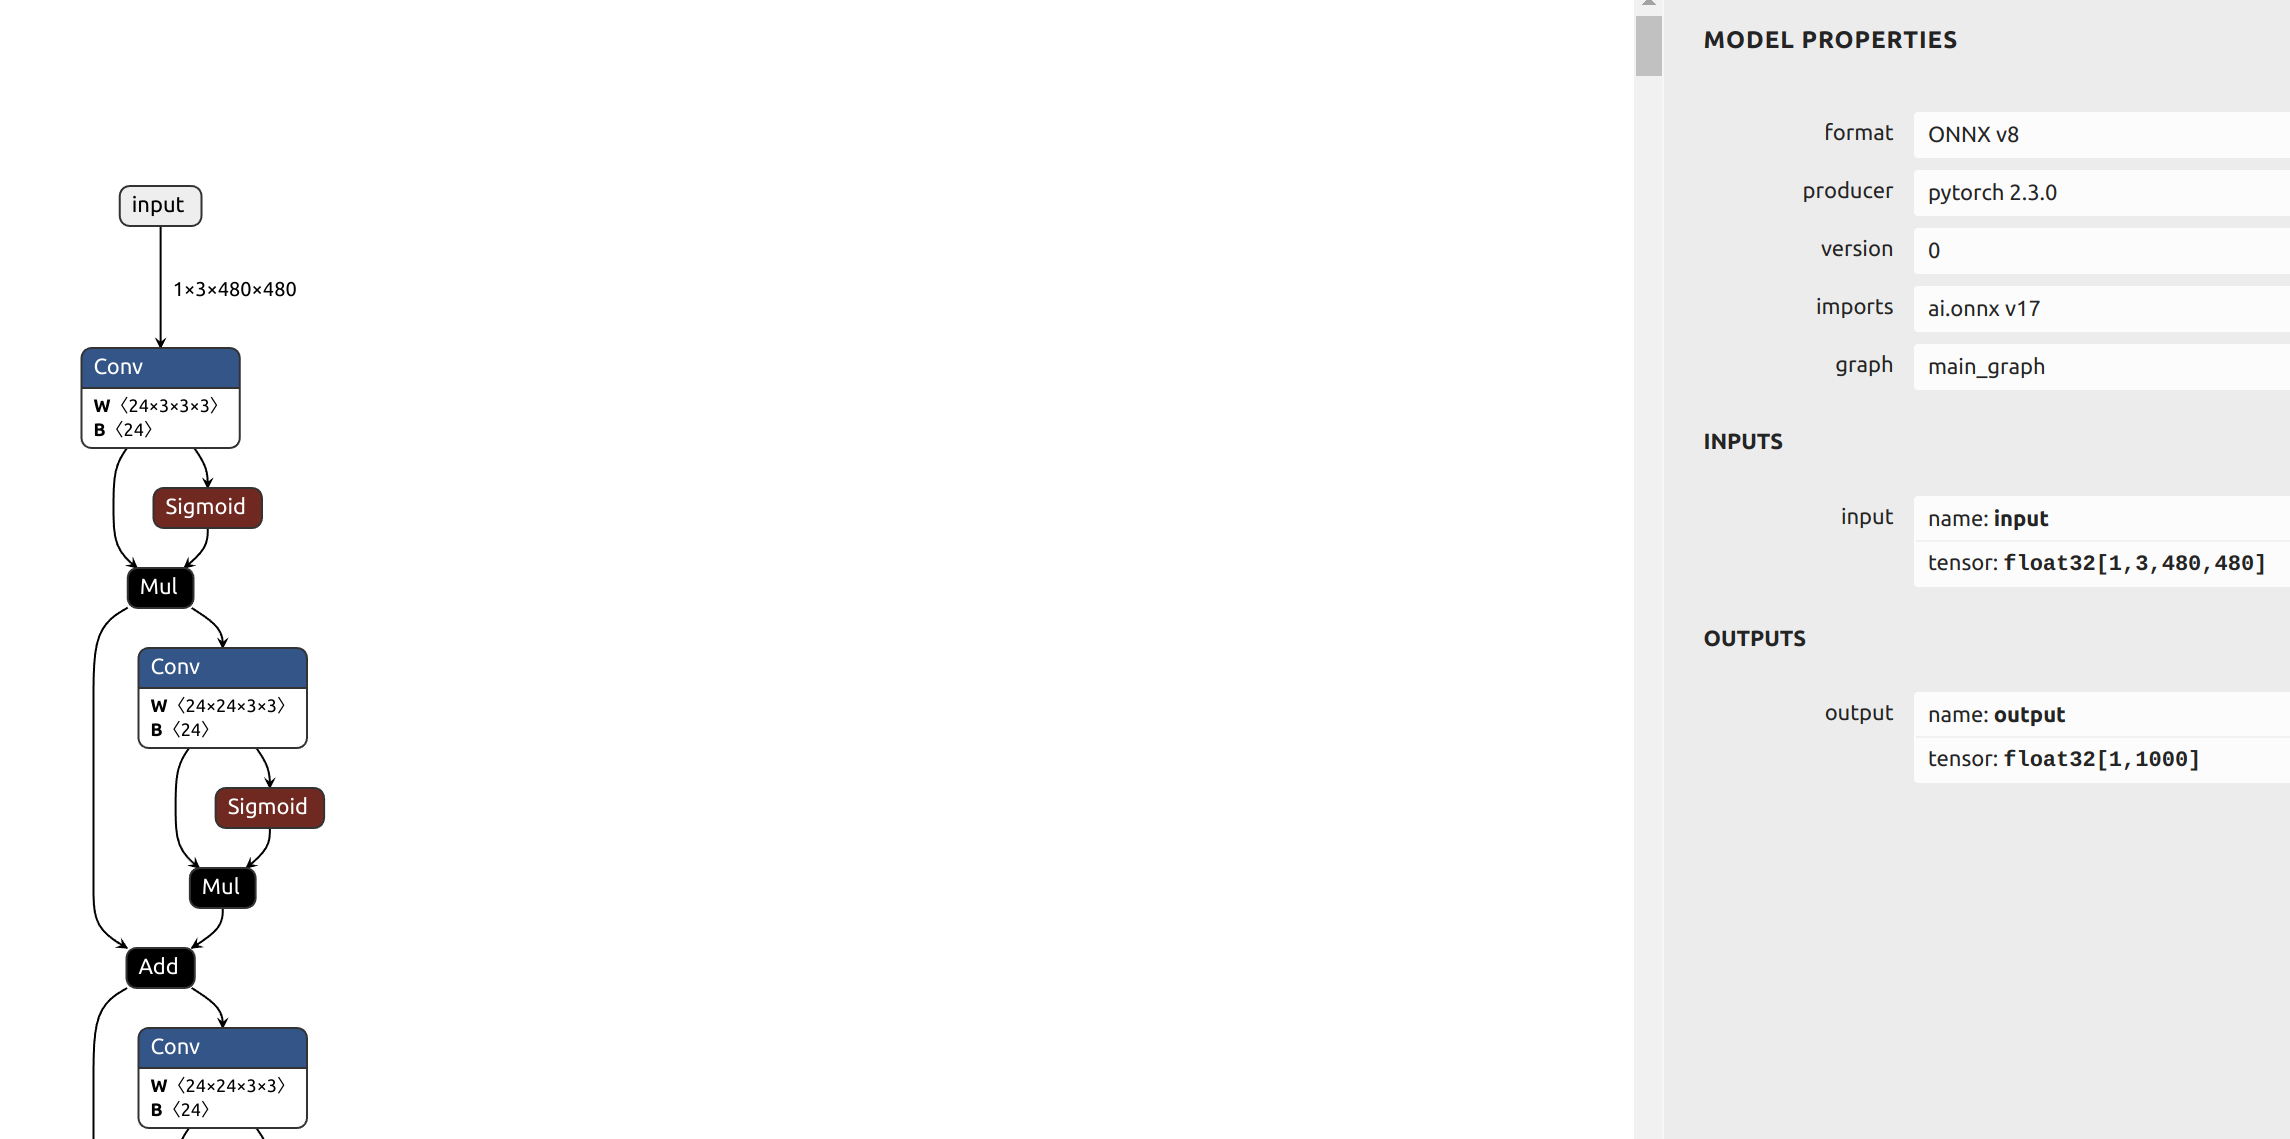 input
1×3×480×480
Conv
W 〈24×3×3×3〉
B 〈24〉
Sigmoid
Mul
Conv
W 〈24×24×3×3〉
B 〈24〉
Sigmoid
Mul
Add
Conv
W 〈24×24×3×3〉
B 〈24〉
MODEL PROPERTIES
format ONNX v8
producer pytorch 2.3.0
version 0
imports ai.onnx v17
graph main_graph
INPUTS
input name: input
tensor: float32[1,3,480,480]
OUTPUTS
output name: output
tensor: float32[1,1000]